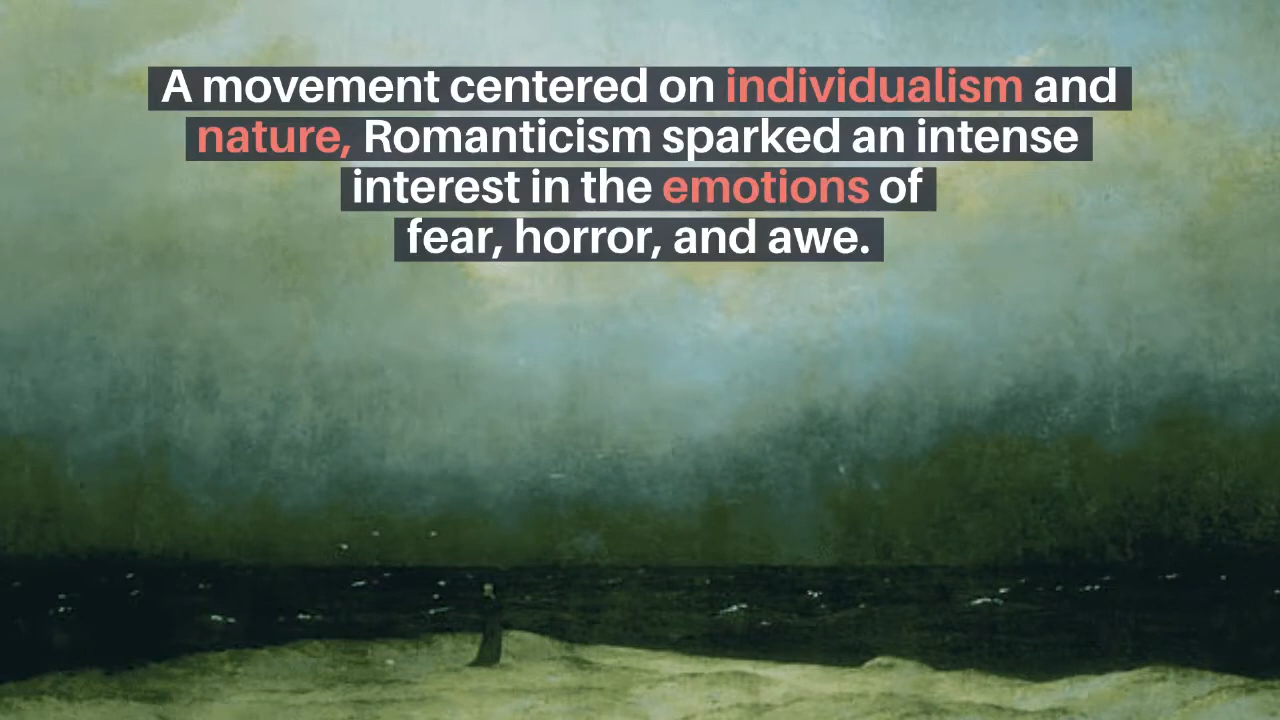 A movement centered on individualism and
nature, Romanticism sparked an intense
interest in the emotions of
fear, horror, and awe.